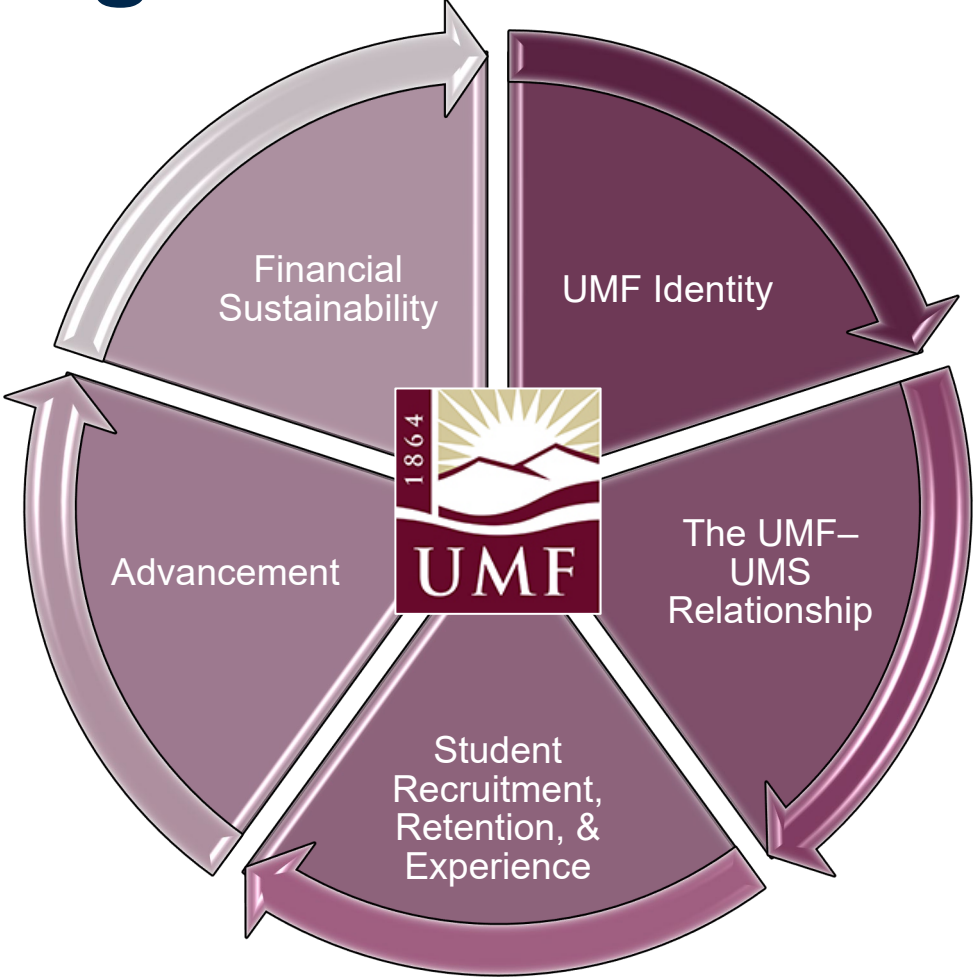 Financial
Sustainability
UMF Identity
1864
UMF
Advancement
The UMF–
UMS
Relationship
Student
Recruitment,
Retention, &
Experience